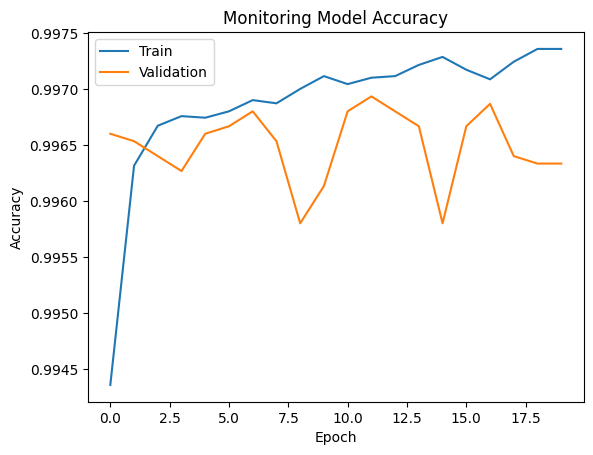 Monitoring Model Accuracy
Train
Validation
0.9975
0.9970
0.9965
0.9960
0.9955
0.9950
0.9945
Accuracy
0.0 2.5 5.0 7.5 10.0 12.5 15.0 17.5
Epoch